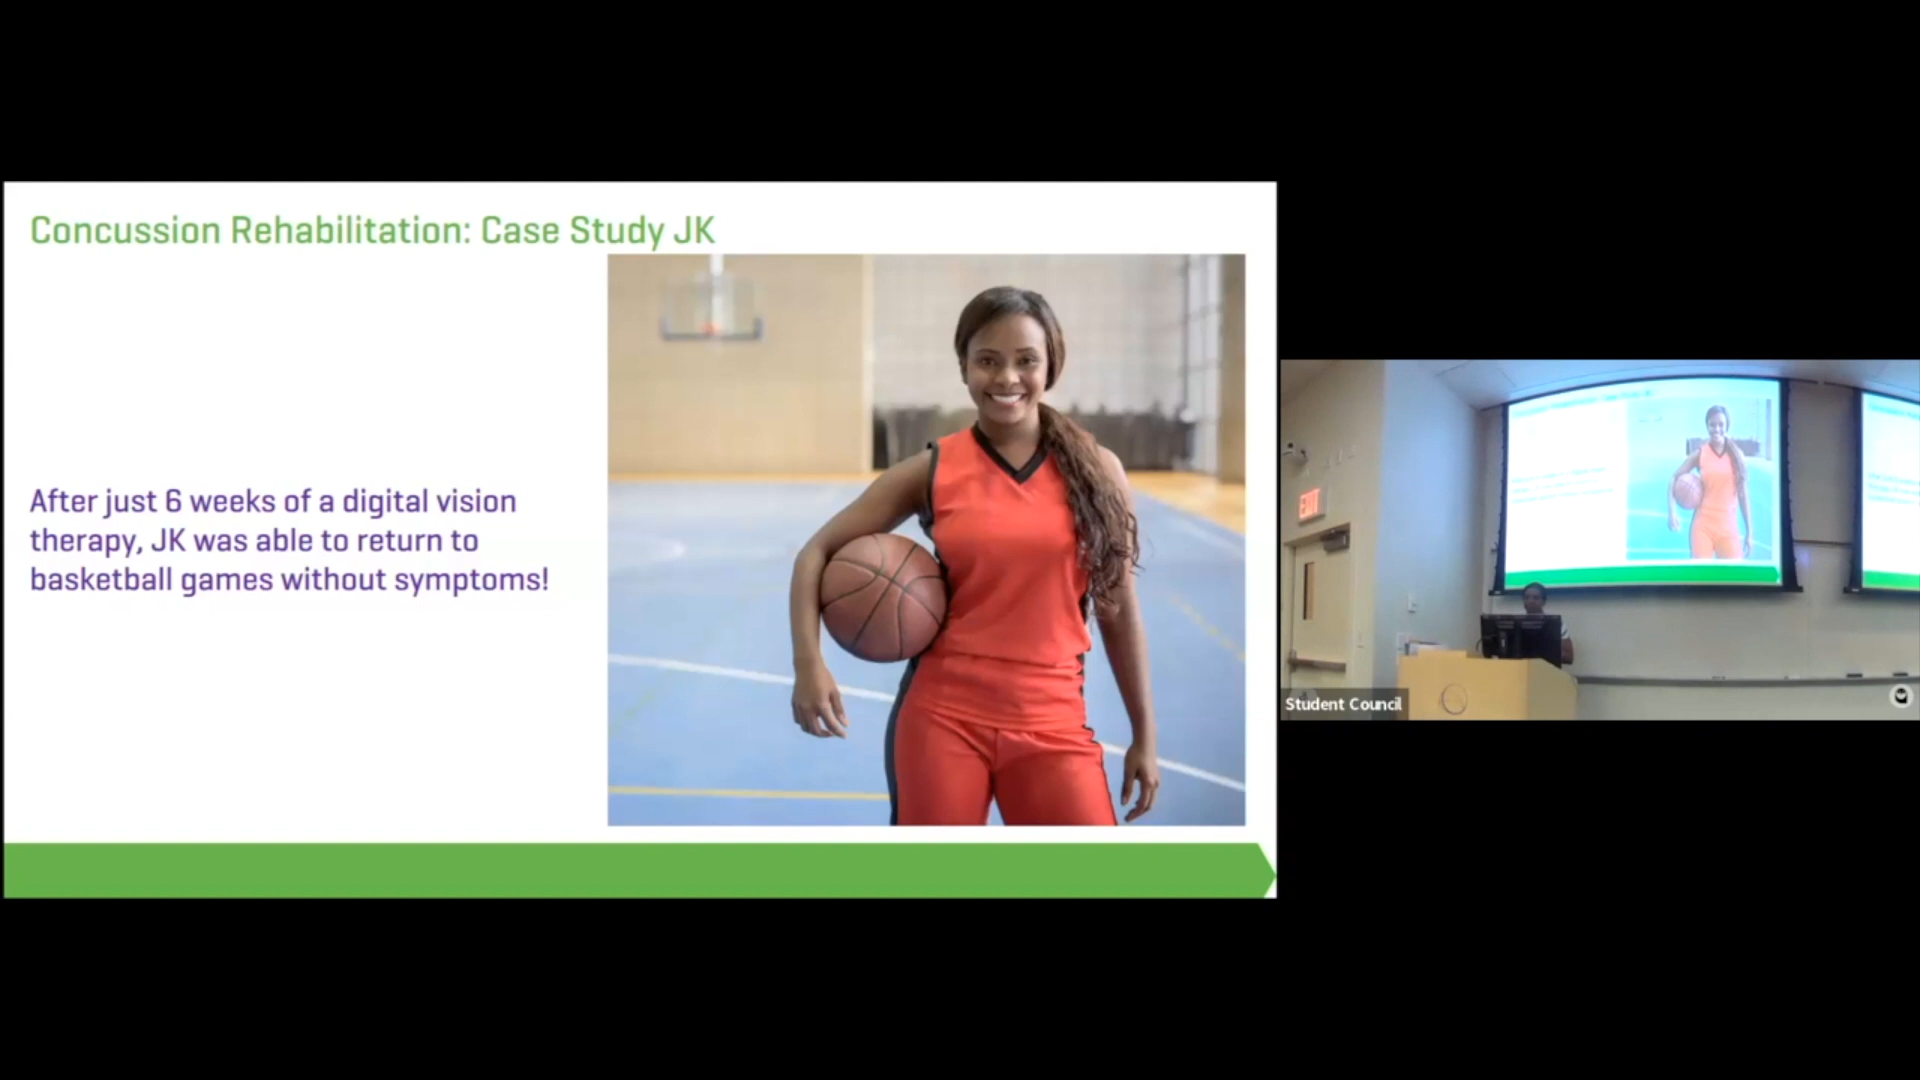 Concussion Rehabilitation: Case Study JK
After just 6 weeks of a digital vision
therapy, JK was able to return to
basketball games without symptoms!
EXIT
Student Council